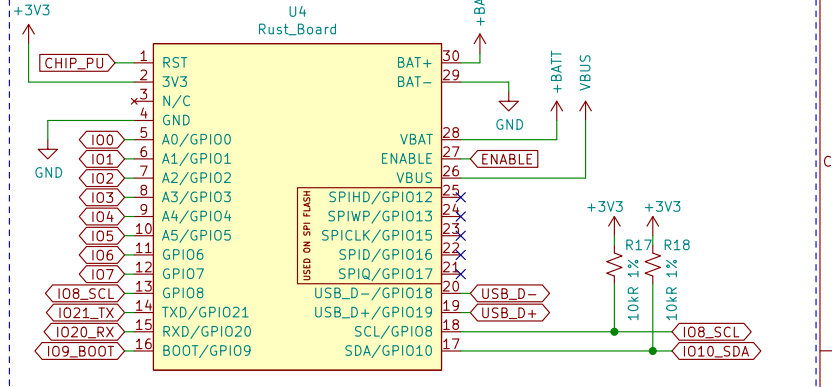 +3V3
U4
Rust_Board
+BA
CHIP_PU 1 RST BAT+ 30
2 3V3 BAT- 29
3 N/C
4 GND
GND
GND
+BATT
VBUS
IO0 5 A0/GPIO0 VBAT 28
IO1 6 A1/GPIO1 ENABLE 27 ENABLE
IO2 7 A2/GPIO2 VBUS 26
IO3 8 A3/GPIO3 SPIHD/GPIO12 25
IO4 9 A4/GPIO4 SPIWP/GPIO13 24
IO5 10 A5/GPIO5 SPICLK/GPIO15 23
IO6 11 GPIO6 SPID/GPIO16 22
IO7 12 GPIO7 SPIQ/GPIO17 21
USED ON SPI FLASH
IO8_SCL 13 GPIO8 USB_D-/GPIO18 20 USB_D-
IO21_TX 14 TXD/GPIO21 USB_D+/GPIO19 19 USB_D+
IO20_RX 15 RXD/GPIO20 SCL/GPIO8 18 IO8_SCL
IO9_BOOT 16 BOOT/GPIO9 SDA/GPIO10 17 IO10_SDA
+3V3
+3V3
R17
10kR 1%
R18
10kR 1%